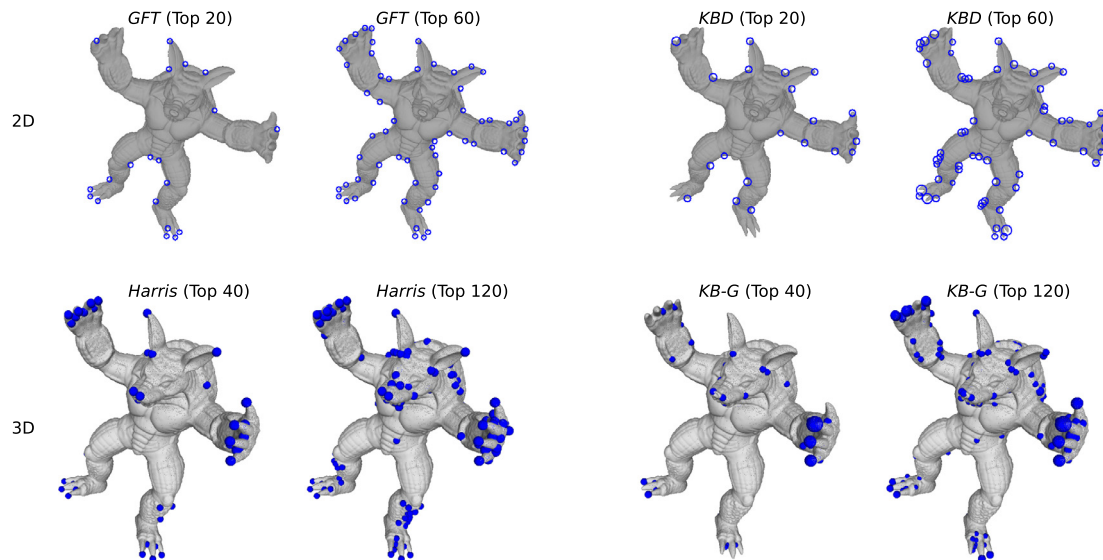 GFT (Top 20)
GFT (Top 60)
KBD (Top 20)
KBD (Top 60)
2D
Harris (Top 40)
Harris (Top 120)
KB-G (Top 40)
KB-G (Top 120)
3D